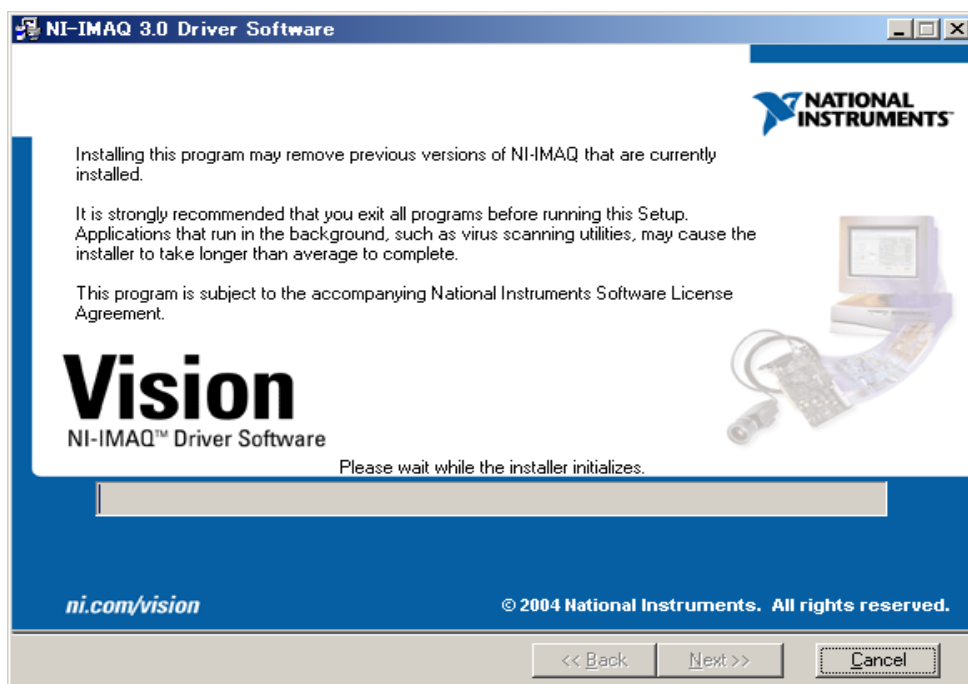 NI-IMAQ 3.0 Driver Software
NATIONAL
INSTRUMENTS™
Installing this program may remove previous versions of NI-IMAQ that are currently
installed.
It is strongly recommended that you exit all programs before running this Setup.
Applications that run in the background, such as virus scanning utilities, may cause the
installer to take longer than average to complete.
This program is subject to the accompanying National Instruments Software License
Agreement.
Vision
NI-IMAQ™ Driver Software
Please wait while the installer initializes.
ni.com/vision
© 2004 National Instruments. All rights reserved.
<< Back Next >> Cancel